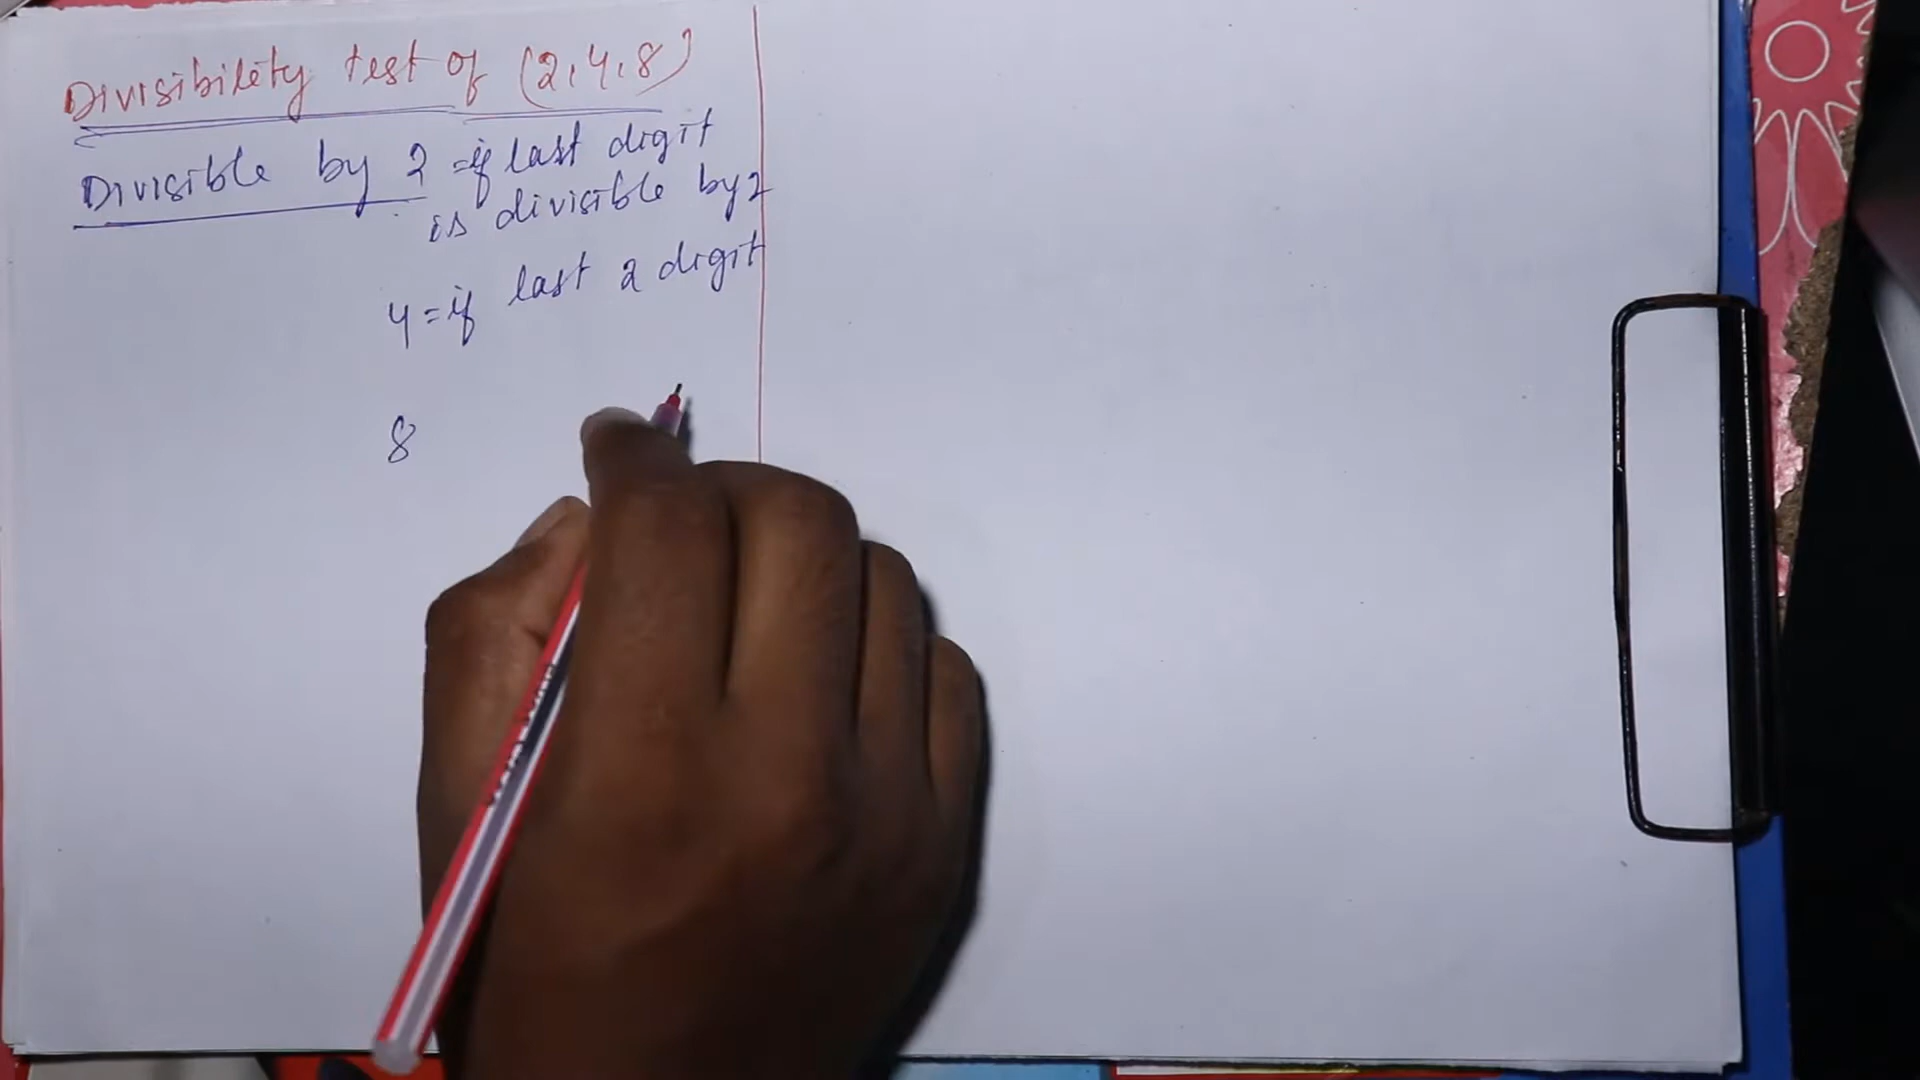 Divisibility test of (2,4,8)
Divisible by 2 = if last digit
is divisible by 2
4 = if last 2 digit
8